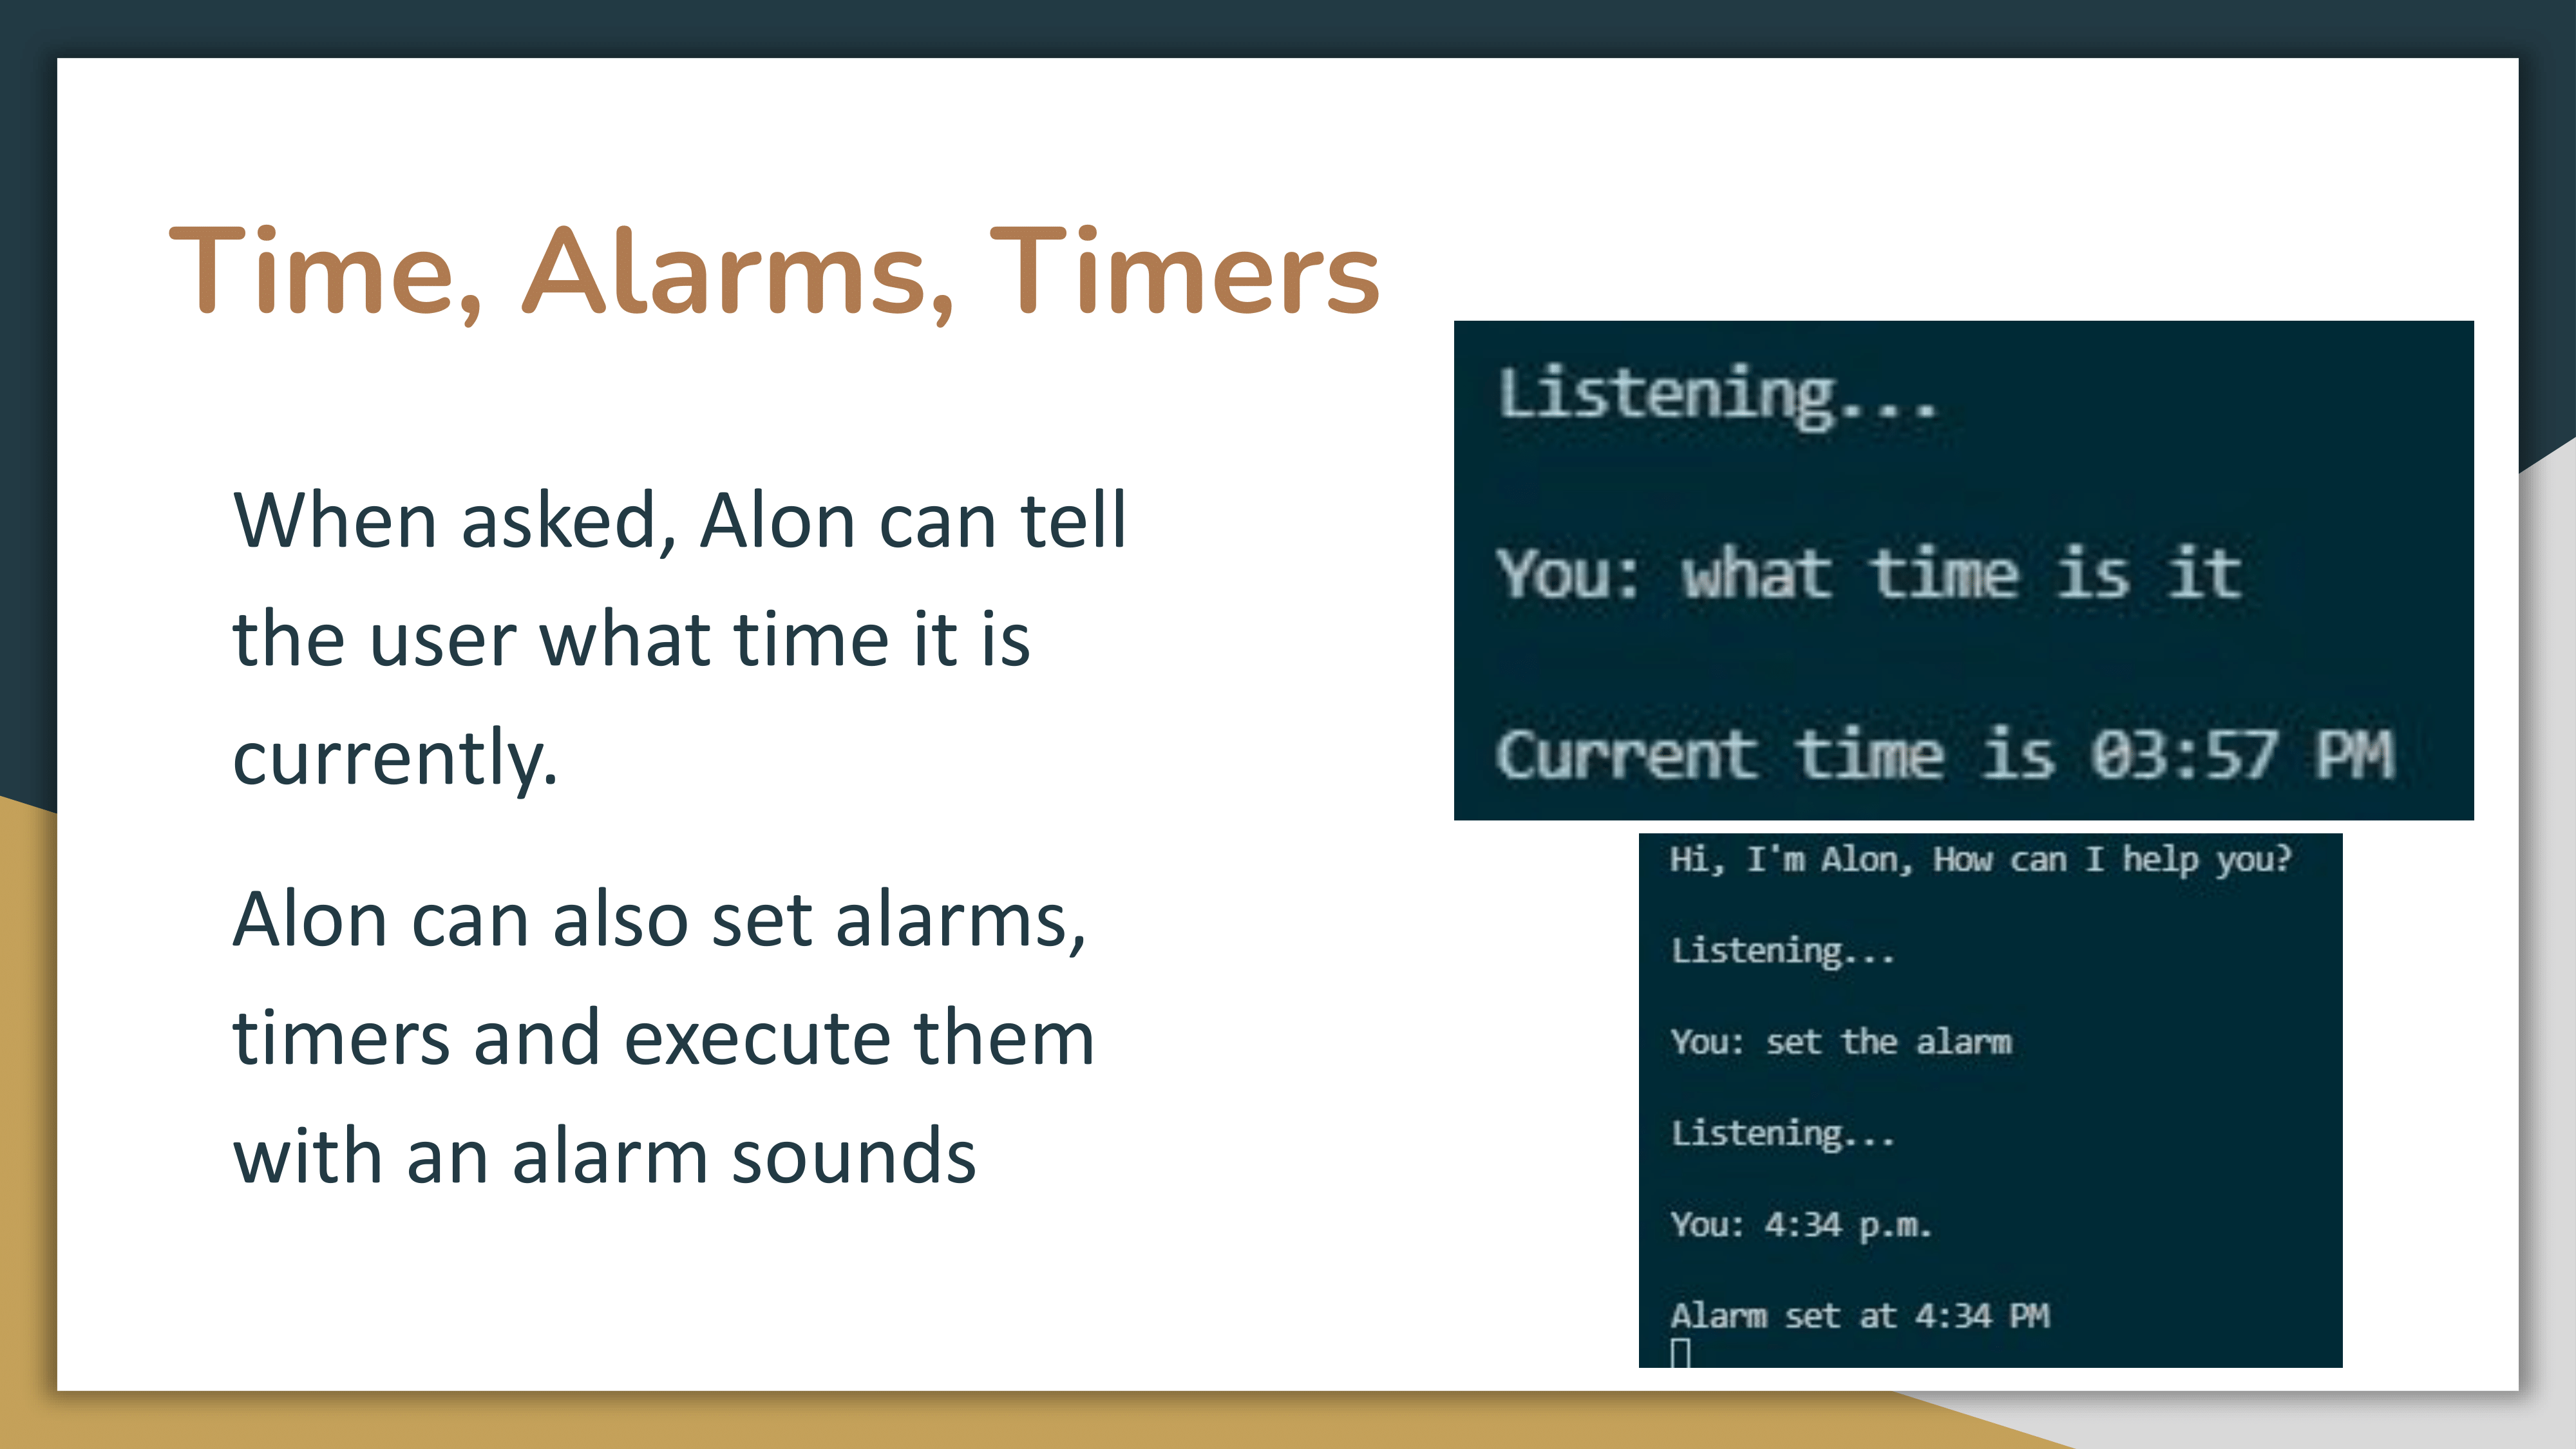 Time, Alarms, Timers
When asked, Alon can tell
the user what time it is
currently.
Alon can also set alarms,
timers and execute them
with an alarm sounds
Listening...
You: what time is it
Current time is 03:57 PM
Hi, I'm Alon, How can I help you?
Listening...
You: set the alarm
Listening...
You: 4:34 p.m.
Alarm set at 4:34 PM